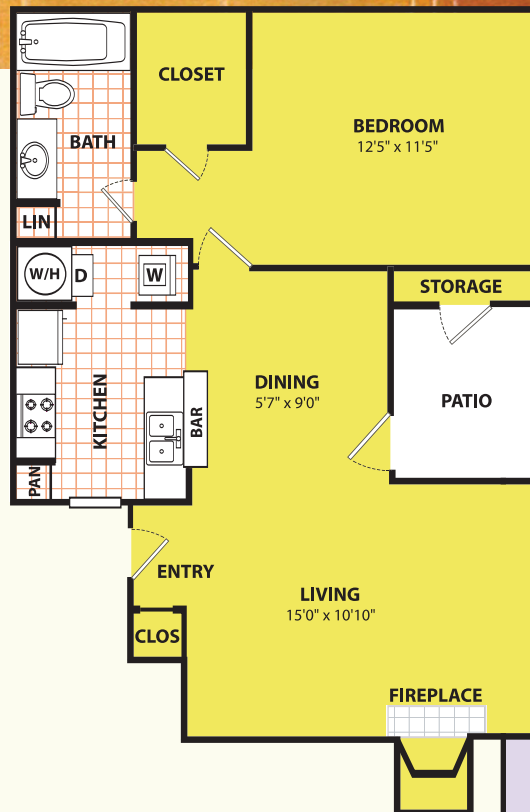 CLOSET
BEDROOM
12'5" x 11'5"
BATH
LIN
W/H
D
W
STORAGE
KITCHEN
DINING
5'7" x 9'0"
BAR
PATIO
PAN
ENTRY
LIVING
15'0" x 10'10"
CLOS
FIREPLACE